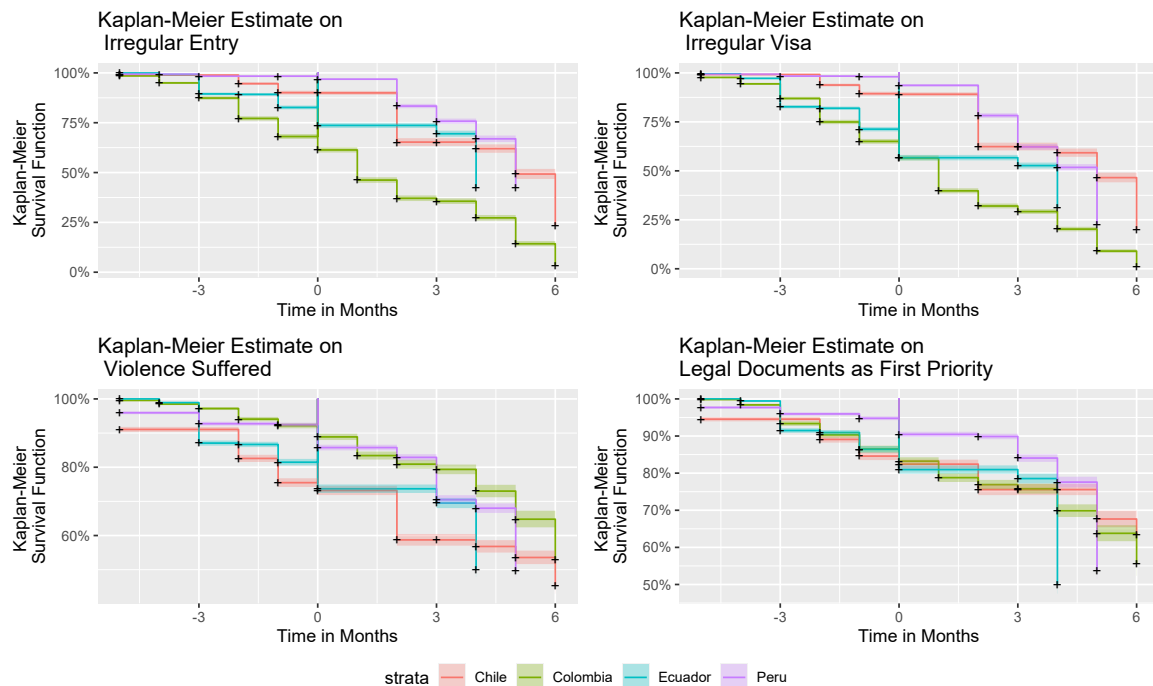 Kaplan-Meier Estimate on
Irregular Entry
100%
75%
50%
25%
0%
Kaplan-Meier
Survival Function
-3
0
3
6
Time in Months
Kaplan-Meier Estimate on
Irregular Visa
100%
75%
50%
25%
0%
Kaplan-Meier
Survival Function
-3
0
3
6
Time in Months
Kaplan-Meier Estimate on
Violence Suffered
100%
80%
60%
Kaplan-Meier
Survival Function
-3
0
3
6
Time in Months
Kaplan-Meier Estimate on
Legal Documents as First Priority
100%
90%
80%
70%
60%
50%
Kaplan-Meier
Survival Function
-3
0
3
6
Time in Months
strata Chile Colombia Ecuador Peru